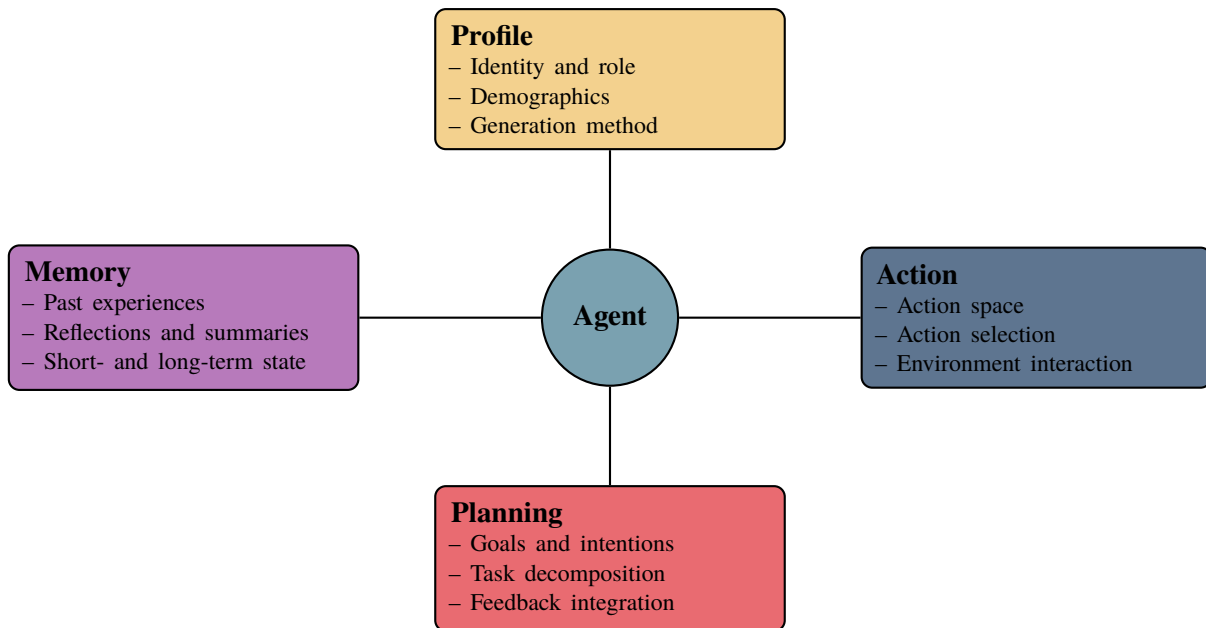 Profile
– Identity and role
– Demographics
– Generation method
Memory
– Past experiences
– Reflections and summaries
– Short- and long-term state
Agent
Action
– Action space
– Action selection
– Environment interaction
Planning
– Goals and intentions
– Task decomposition
– Feedback integration